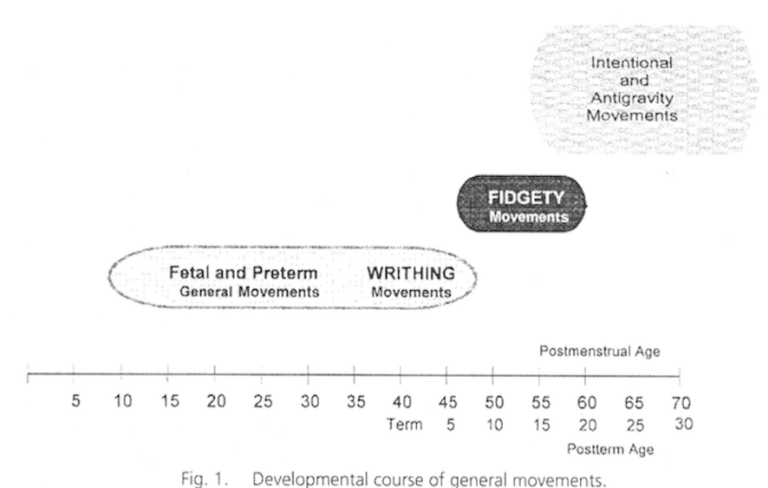 Intentional
and
Antigravity
Movements
FIDGETY
Movements
Fetal and Preterm
General Movements
WRITHING
Movements
Postmenstrual Age
5 10 15 20 25 30 35 40 45 50 55 60 65 70
Term 5 10 15 20 25 30
Postterm Age
Fig. 1. Developmental course of general movements.